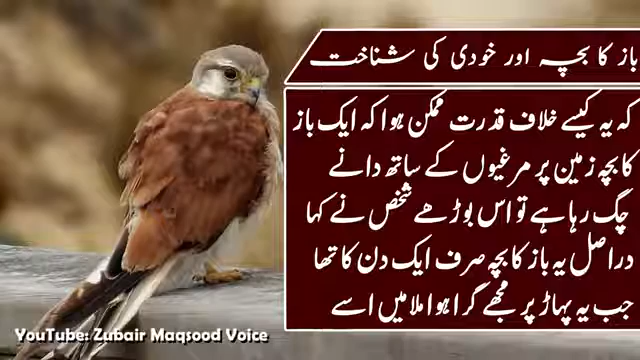 باز کا بچہ اور خودی کی شناخت
کہ یہ کیسے خلاف قدرت ممکن ہوا کہ ایک باز
کا بچہ زمین پر مرغیوں کے ساتھ دانے
چگ رہا ہے تو اس بوڑھے شخص نے کہا
دراصل یہ باز کا بچہ صرف ایک دن کا تھا
جب یہ پہاڑ پر مجھے گرا ہوا ملا میں اسے
YouTube: Zubair Maqsood Voice